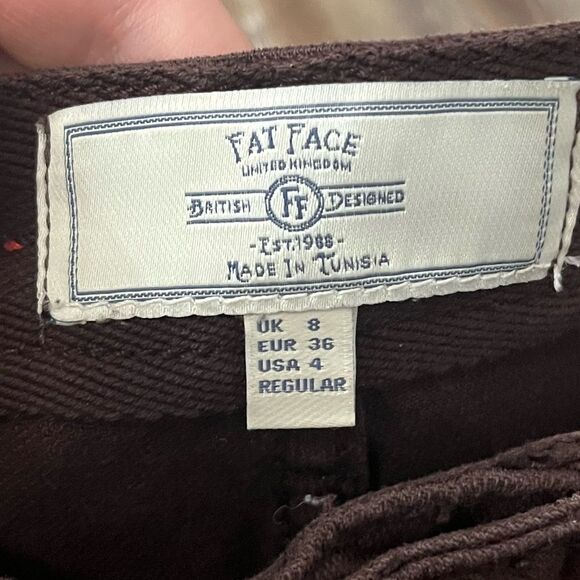 FAT FACE
UNITED KINGDOM
BRITISH FF DESIGNED
-EST.1988-
MADE IN TUNISIA
UK 8
EUR 36
USA 4
REGULAR